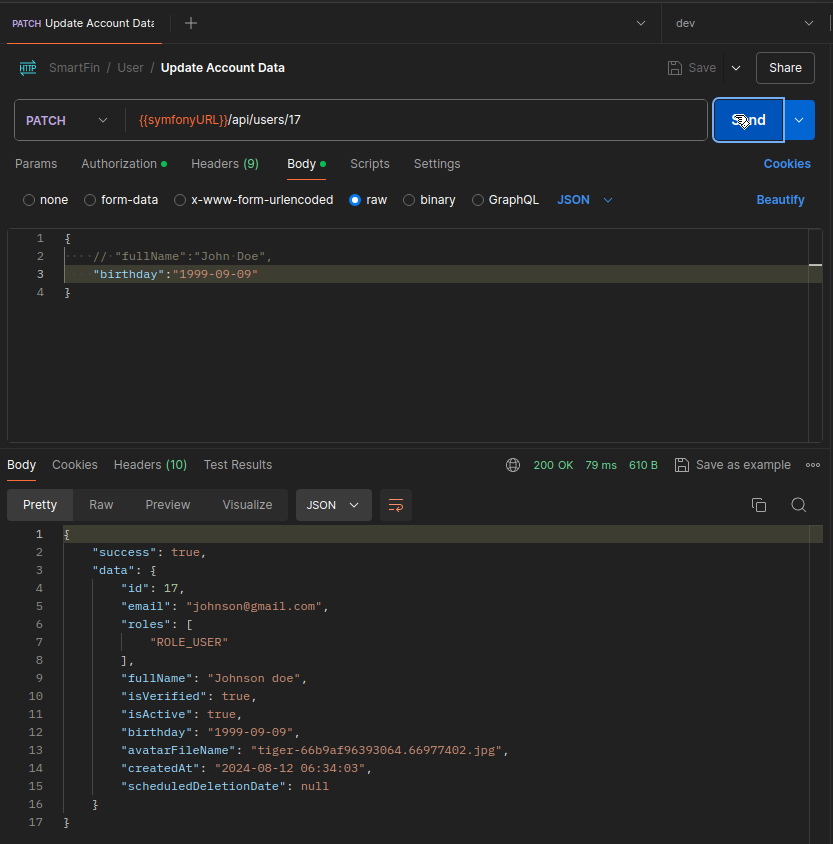 PATCH Update Account Data
dev
HTTP SmartFin / User / Update Account Data Save Share
PATCH {{symfonyURL}}/api/users/17 Send
Params Authorization Headers (9) Body Scripts Settings Cookies
none form-data x-www-form-urlencoded raw binary GraphQL JSON Beautify
1 {
2 // "fullName":"John Doe",
3 "birthday":"1999-09-09"
4 }
Body Cookies Headers (10) Test Results 200 OK 79 ms 610 B Save as example
Pretty Raw Preview Visualize JSON
1 {
2 "success": true,
3 "data": {
4 "id": 17,
5 "email": "johnson@gmail.com",
6 "roles": [
7 "ROLE_USER"
8 ],
9 "fullName": "Johnson doe",
10 "isVerified": true,
11 "isActive": true,
12 "birthday": "1999-09-09",
13 "avatarFileName": "tiger-66b9af96393064.66977402.jpg",
14 "createdAt": "2024-08-12 06:34:03",
15 "scheduledDeletionDate": null
16 }
17 }